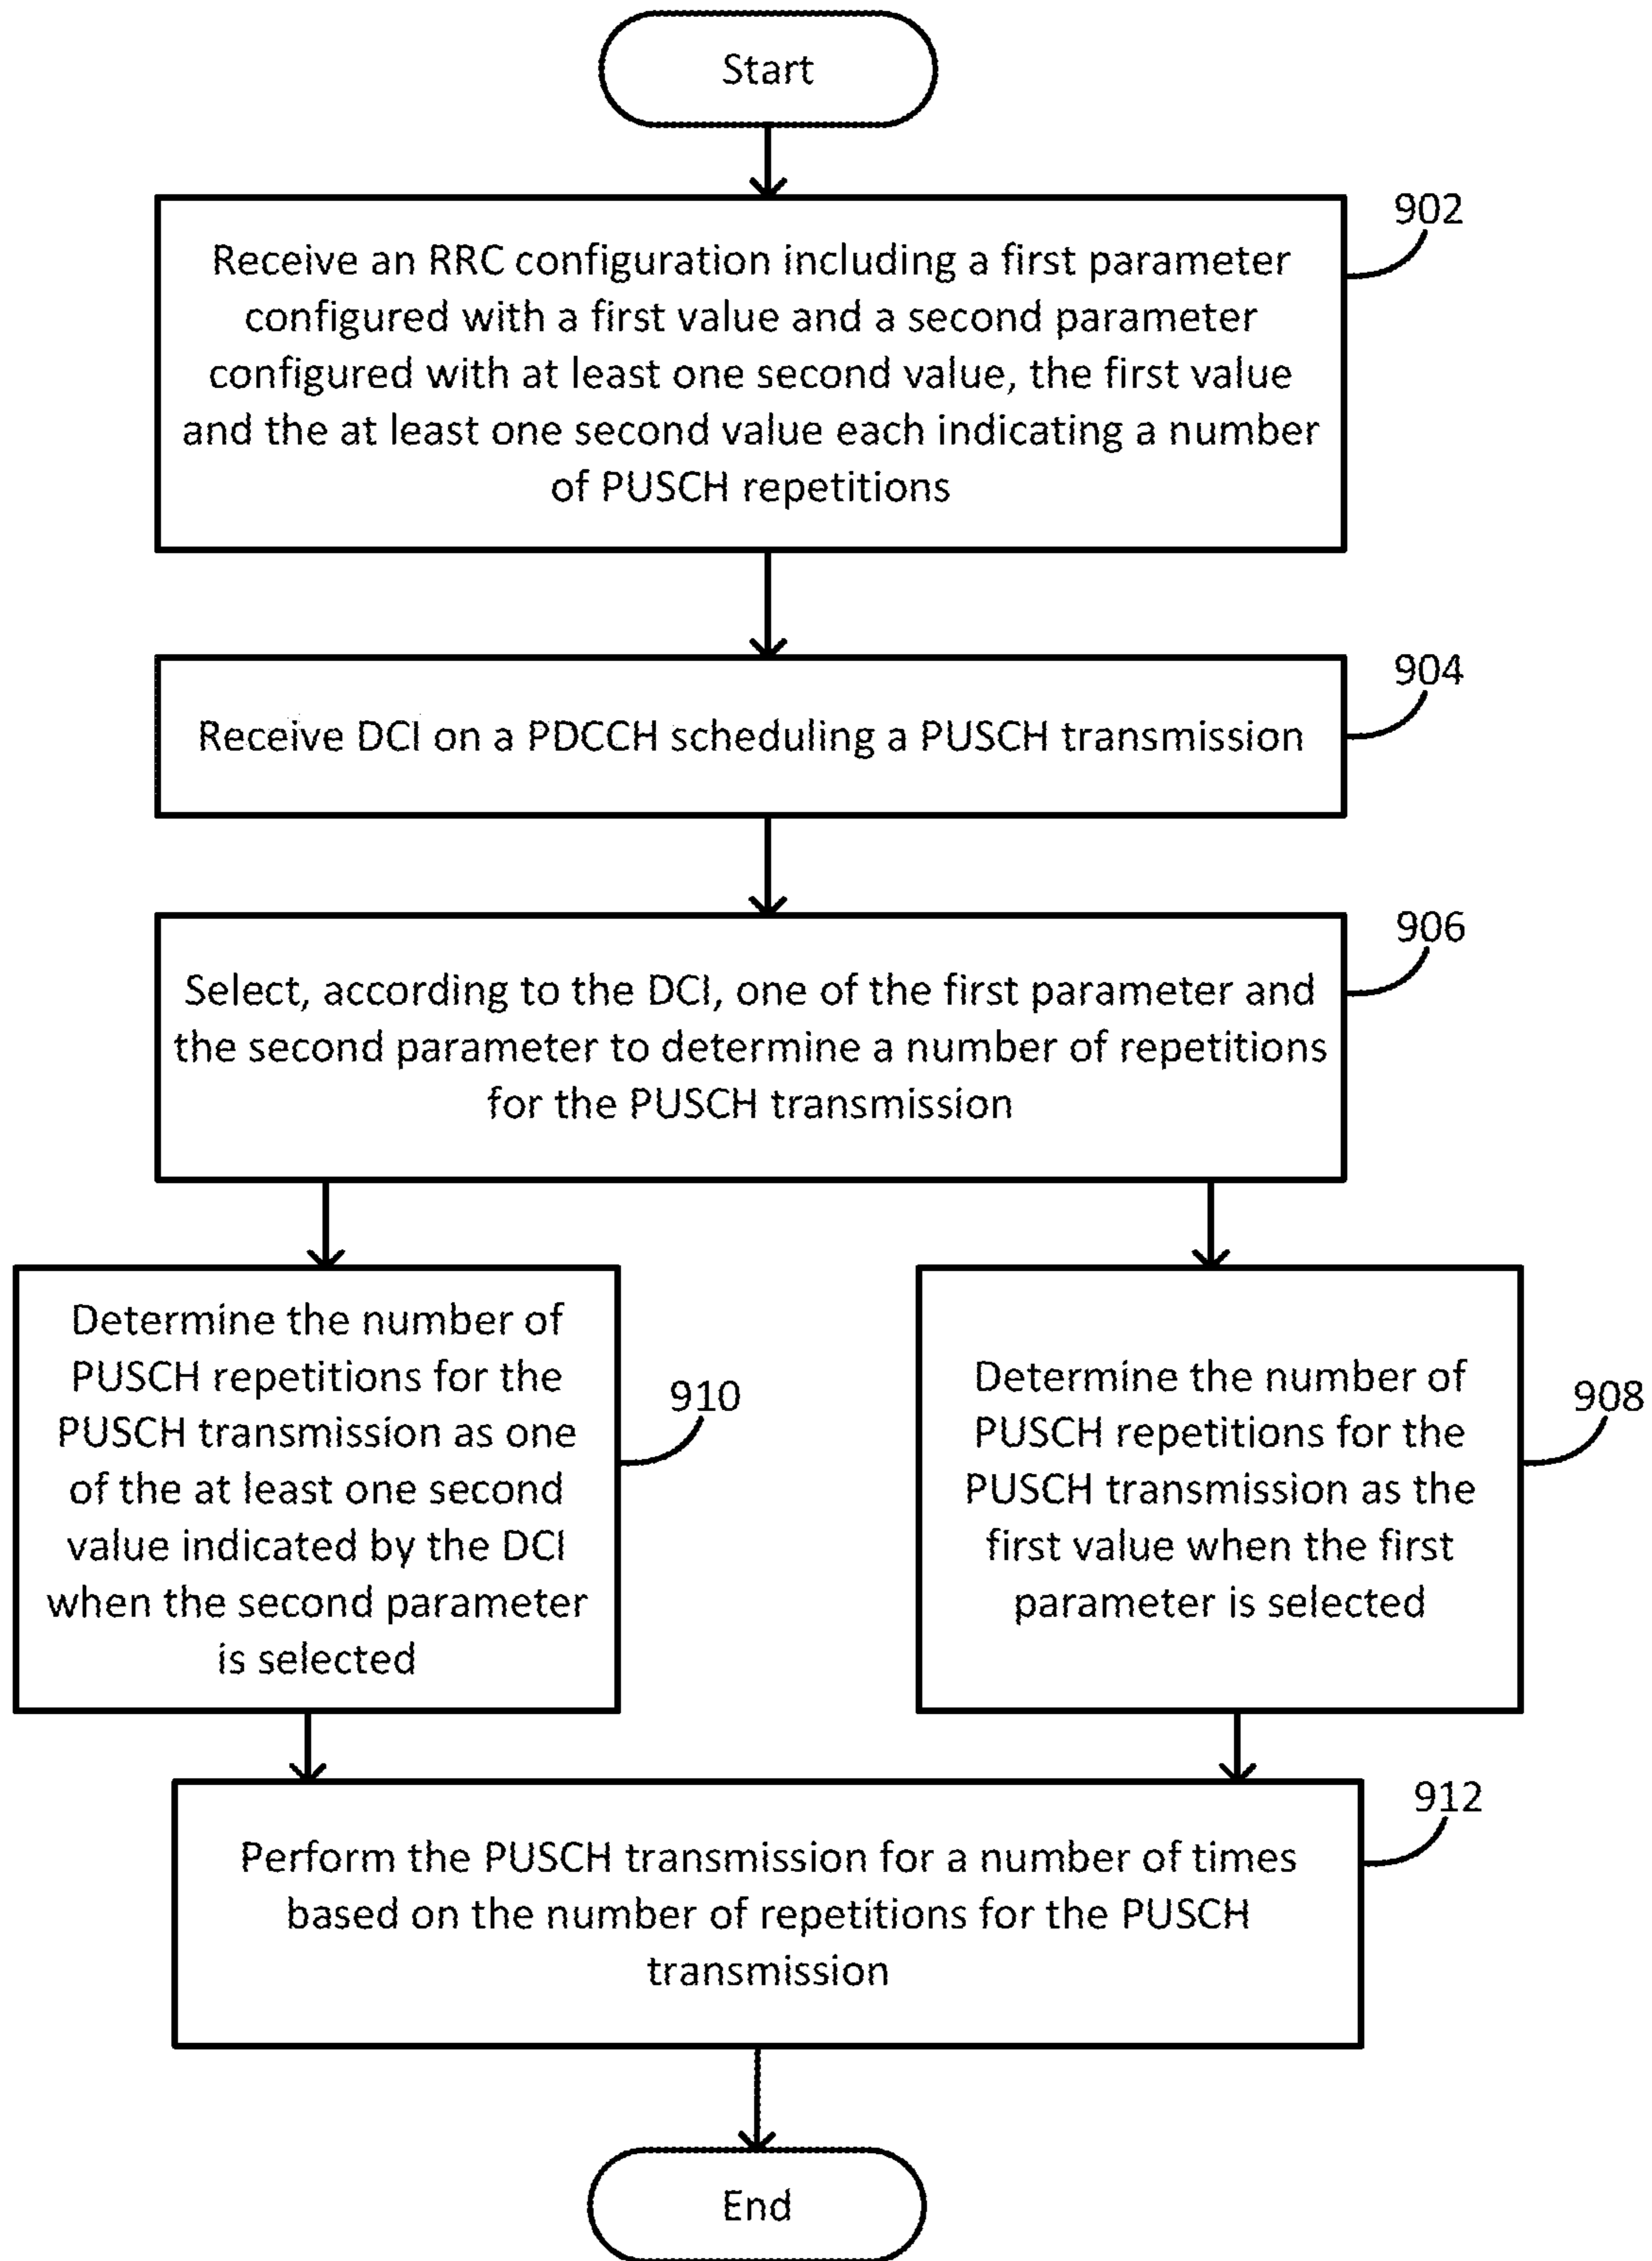 Start
902
Receive an RRC configuration including a first parameter
configured with a first value and a second parameter
configured with at least one second value, the first value
and the at least one second value each indicating a number
of PUSCH repetitions
904
Receive DCI on a PDCCH scheduling a PUSCH transmission
906
Select, according to the DCI, one of the first parameter and
the second parameter to determine a number of repetitions
for the PUSCH transmission
Determine the number of
PUSCH repetitions for the
PUSCH transmission as one
of the at least one second
value indicated by the DCI
when the second parameter
is selected
910
Determine the number of
PUSCH repetitions for the
PUSCH transmission as the
first value when the first
parameter is selected
908
912
Perform the PUSCH transmission for a number of times
based on the number of repetitions for the PUSCH
transmission
End